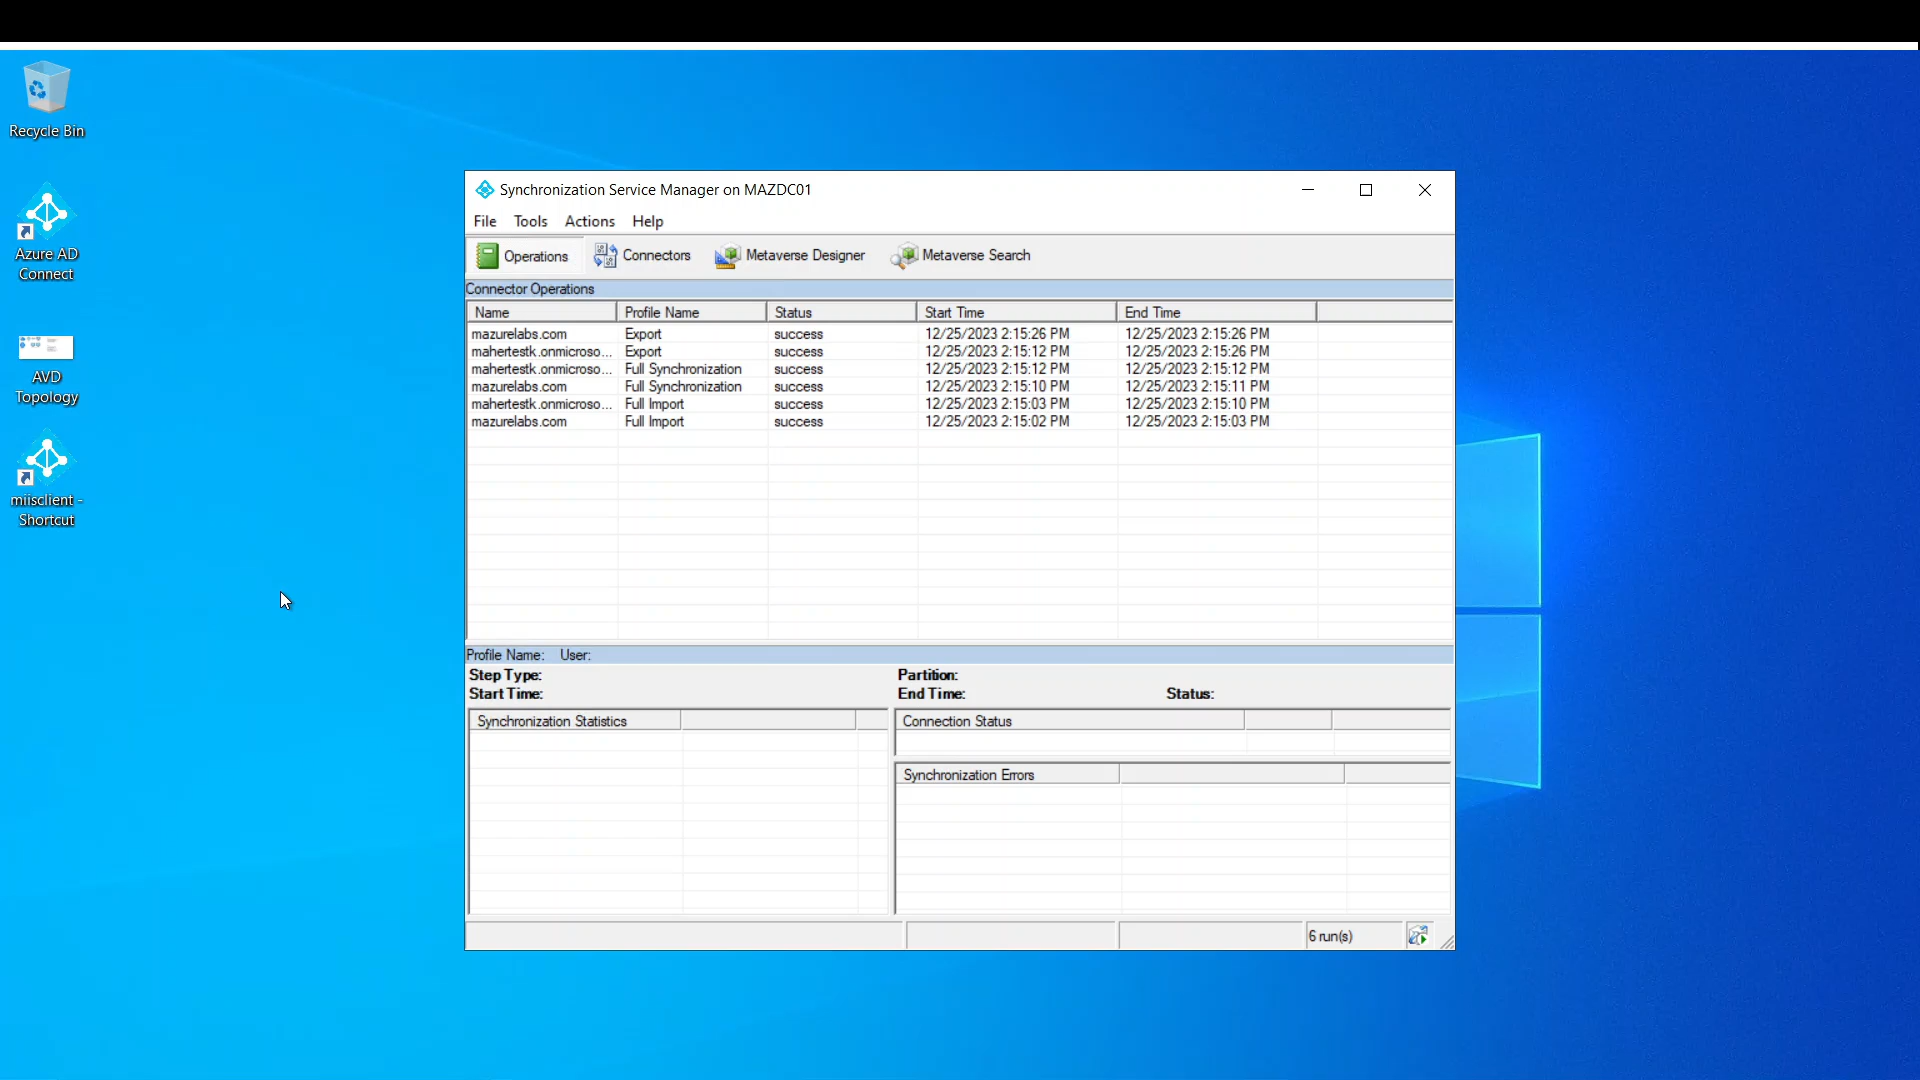 Recycle Bin
Azure AD
Connect
AVD
Topology
miisclient -
Shortcut
Synchronization Service Manager on MAZDC01
File Tools Actions Help
Operations Connectors Metaverse Designer Metaverse Search
Connector Operations
Name Profile Name Status Start Time End Time
mazurelabs.com Export success 12/25/2023 2:15:26 PM 12/25/2023 2:15:26 PM
mahertestk.onmicroso... Export success 12/25/2023 2:15:12 PM 12/25/2023 2:15:26 PM
mahertestk.onmicroso... Full Synchronization success 12/25/2023 2:15:12 PM 12/25/2023 2:15:12 PM
mazurelabs.com Full Synchronization success 12/25/2023 2:15:10 PM 12/25/2023 2:15:11 PM
mahertestk.onmicroso... Full Import success 12/25/2023 2:15:03 PM 12/25/2023 2:15:10 PM
mazurelabs.com Full Import success 12/25/2023 2:15:02 PM 12/25/2023 2:15:03 PM
Profile Name: User:
Step Type: Partition:
Start Time: End Time: Status:
Synchronization Statistics Connection Status
Synchronization Errors
6 run(s)